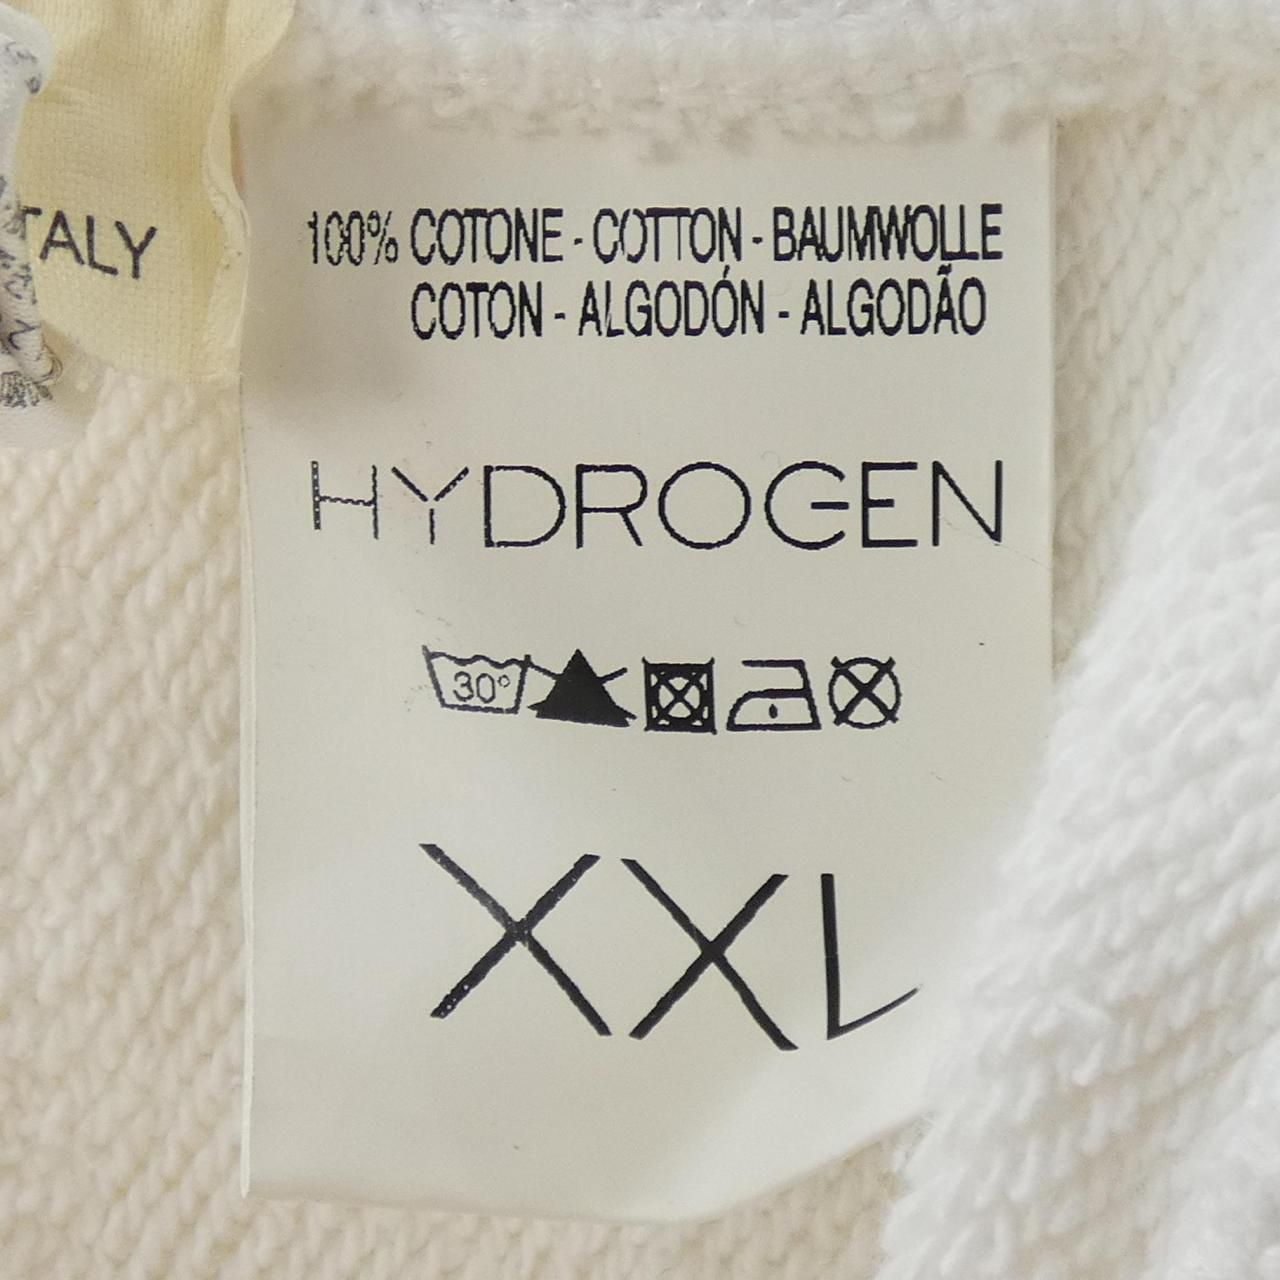 TALY
100% COTONE - COTTON - BAUMWOLLE
COTON - ALGODÓN - ALGODÃO
HYDROGEN
30°
XXL